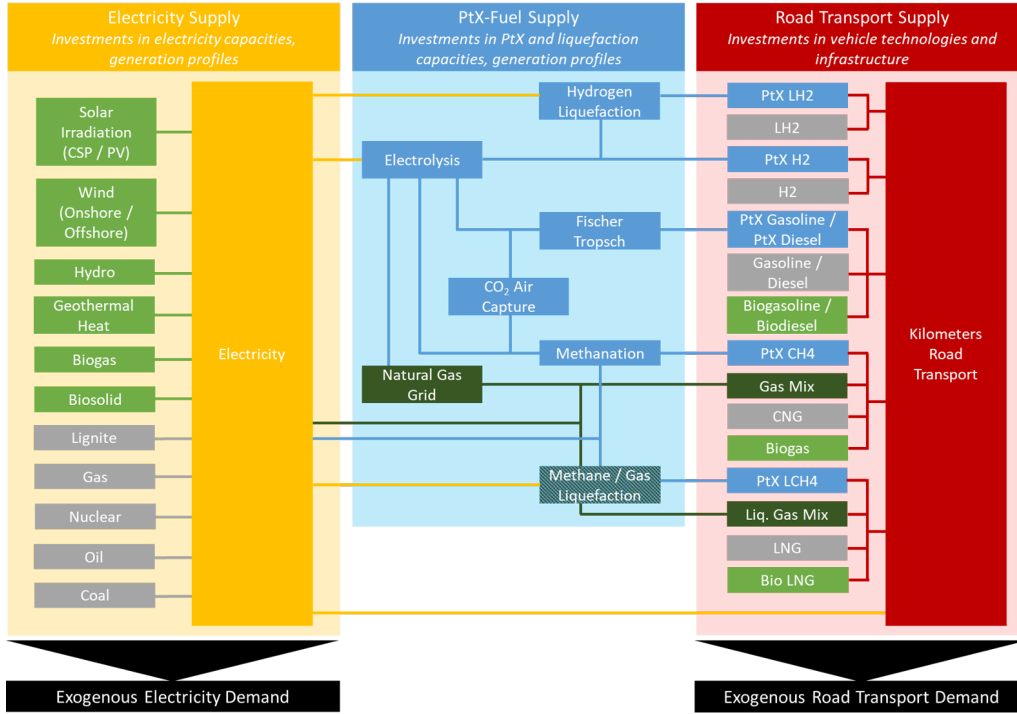 Electricity Supply
Investments in electricity capacities,
generation profiles
Solar
Irradiation
(CSP / PV)
Wind
(Onshore /
Offshore)
Hydro
Geothermal
Heat
Biogas
Biosolid
Lignite
Gas
Nuclear
Oil
Coal
Electricity
Exogenous Electricity Demand
PtX-Fuel Supply
Investments in PtX and liquefaction
capacities, generation profiles
Hydrogen
Liquefaction
Electrolysis
Fischer
Tropsch
CO₂ Air
Capture
Methanation
Natural Gas
Grid
Methane / Gas
Liquefaction
Road Transport Supply
Investments in vehicle technologies and
infrastructure
PtX LH2
LH2
PtX H2
H2
PtX Gasoline /
PtX Diesel
Gasoline /
Diesel
Biogasoline /
Biodiesel
PtX CH4
Gas Mix
CNG
Biogas
PtX LCH4
Liq. Gas Mix
LNG
Bio LNG
Kilometers
Road
Transport
Exogenous Road Transport Demand